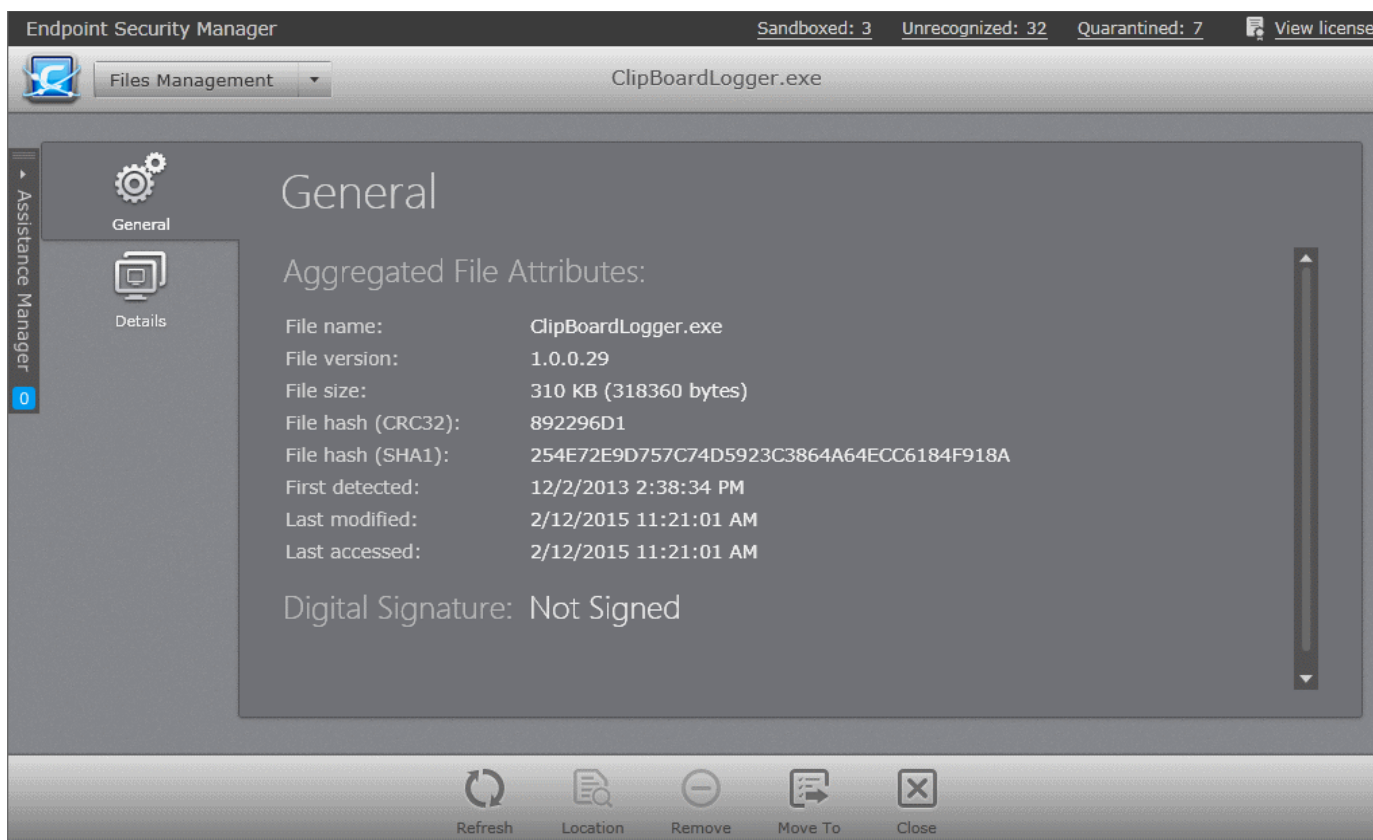 Endpoint Security Manager Sandboxed: 3 Unrecognized: 32 Quarantined: 7 View license
Files Management ClipBoardLogger.exe
Assistance Manager
0
General
Details
General
Aggregated File Attributes:
File name: ClipBoardLogger.exe
File version: 1.0.0.29
File size: 310 KB (318360 bytes)
File hash (CRC32): 892296D1
File hash (SHA1): 254E72E9D757C74D5923C3864A64ECC6184F918A
First detected: 12/2/2013 2:38:34 PM
Last modified: 2/12/2015 11:21:01 AM
Last accessed: 2/12/2015 11:21:01 AM
Digital Signature: Not Signed
Refresh Location Remove Move To Close